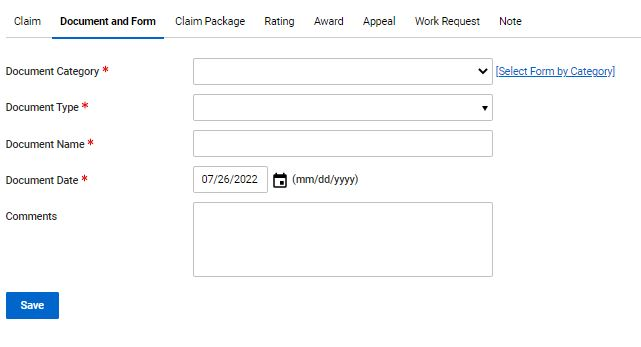 Claim Document and Form Claim Package Rating Award Appeal Work Request Note
Document Category * [Select Form by Category]
Document Type *
Document Name *
Document Date * 07/26/2022 (mm/dd/yyyy)
Comments
Save